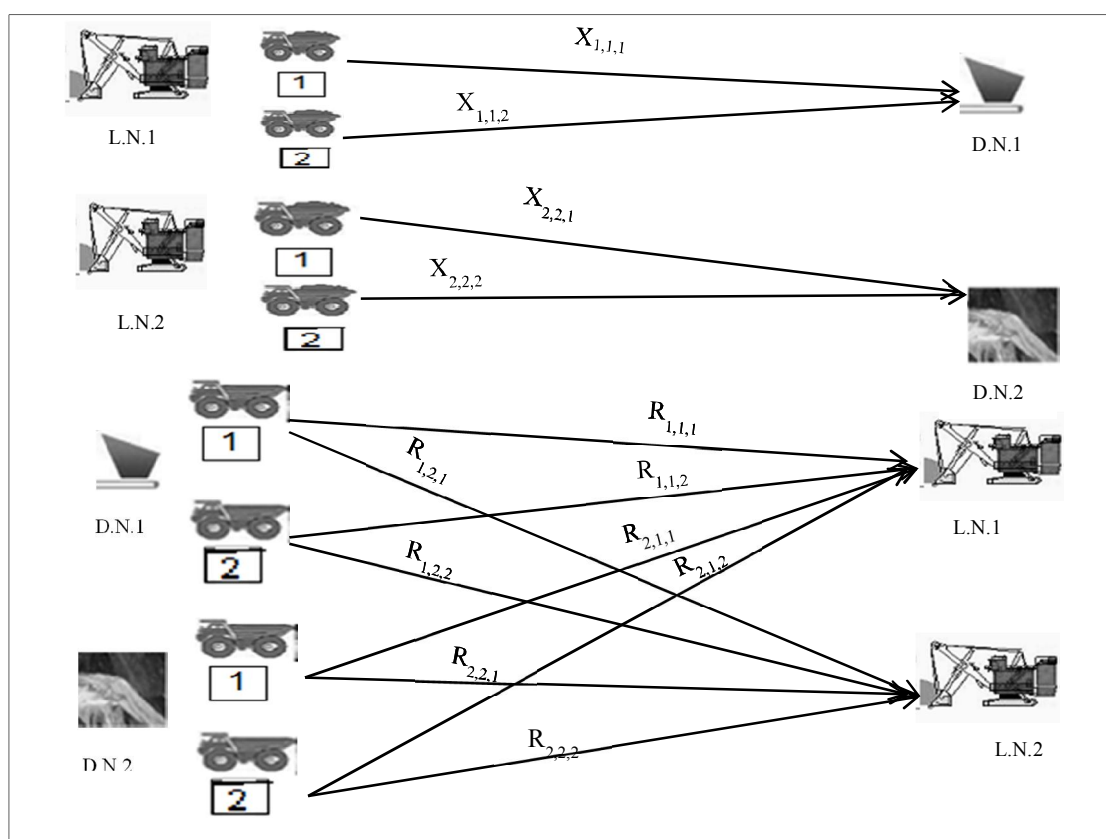 X1,1,1
1
X1,1,2
L.N.1
2
D.N.1
X2,2,1
1
X2,2,2
L.N.2
2
D.N.2
R1,1,1
1
R1,2,1
R1,1,2
D.N.1
L.N.1
R2,1,1
2
R1,2,2
R2,1,2
R2,2,1
1
R2,2,2
L.N.2
D.N.2
2